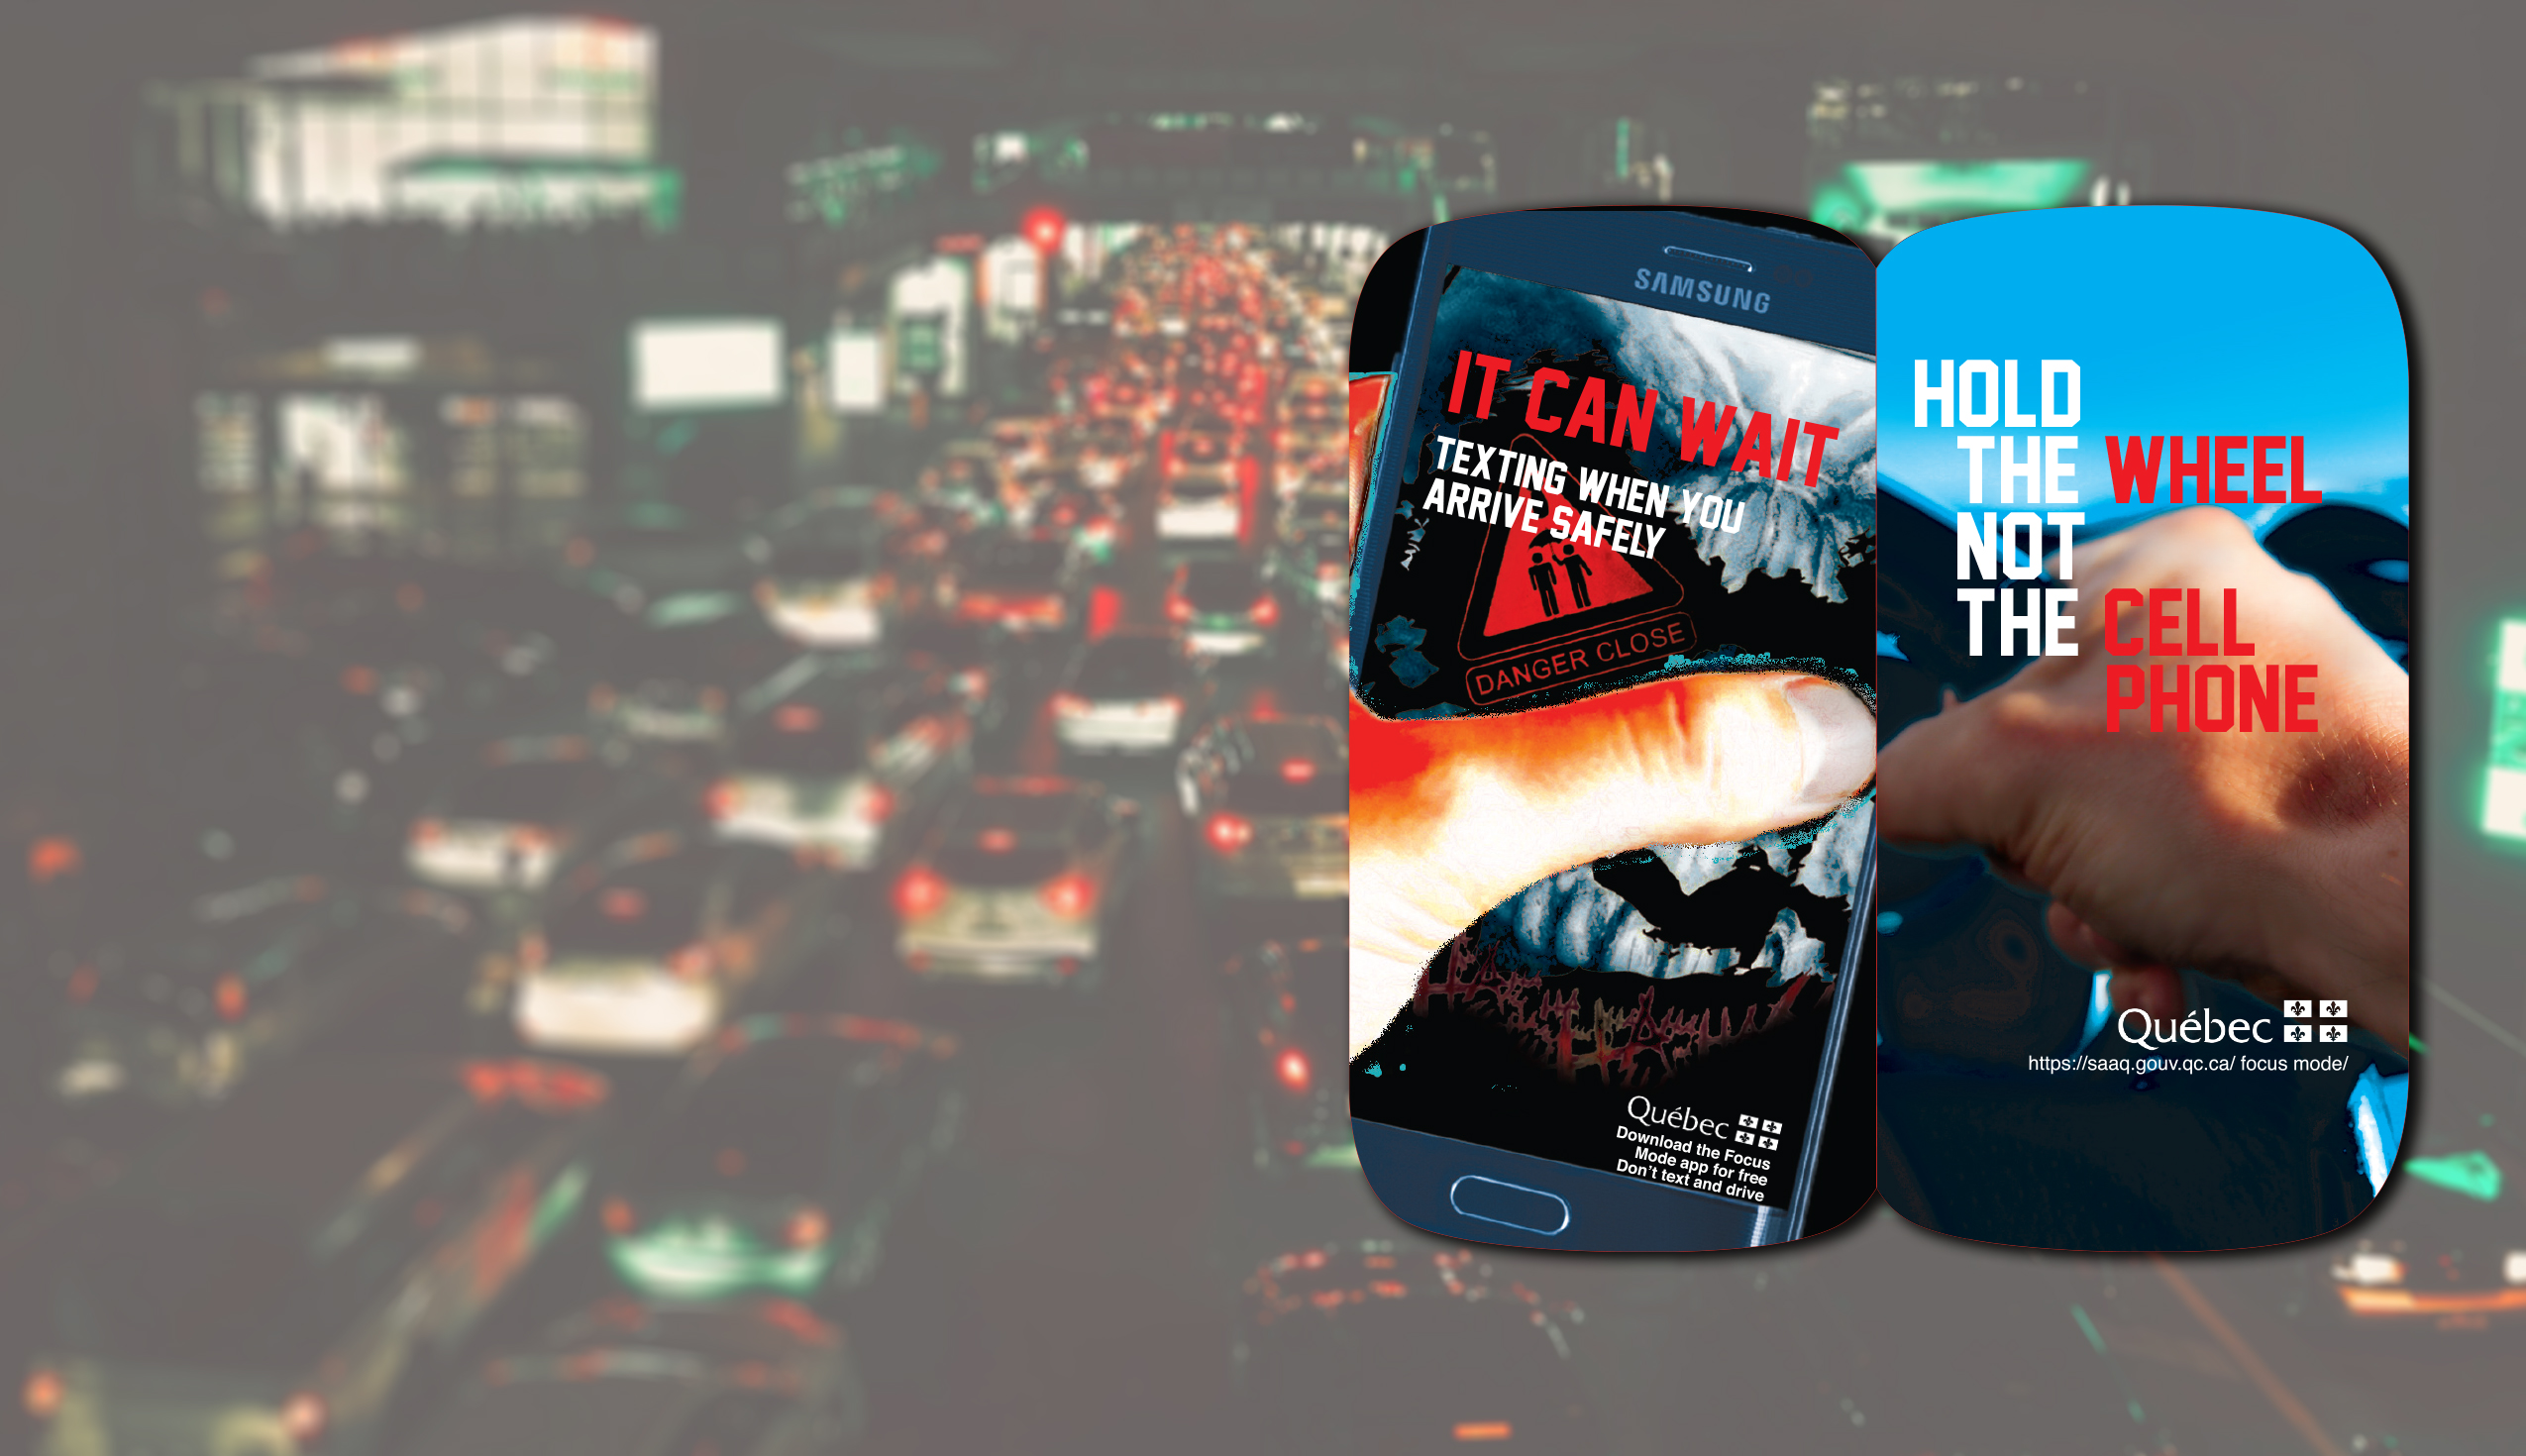 SAMSUNG
IT CAN WAIT
TEXTING WHEN YOU
ARRIVE SAFELY
DANGER CLOSE
Québec
Download the Focus
Mode app for free
Don't text and drive
HOLD
THE WHEEL
NOT
THE CELL
PHONE
Québec
https://saaq.gouv.qc.ca/ focus mode/